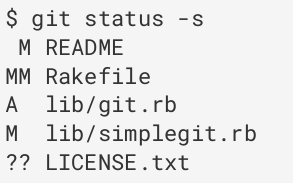 $ git status -s
 M README
MM Rakefile
A  lib/git.rb
M  lib/simplegit.rb
?? LICENSE.txt